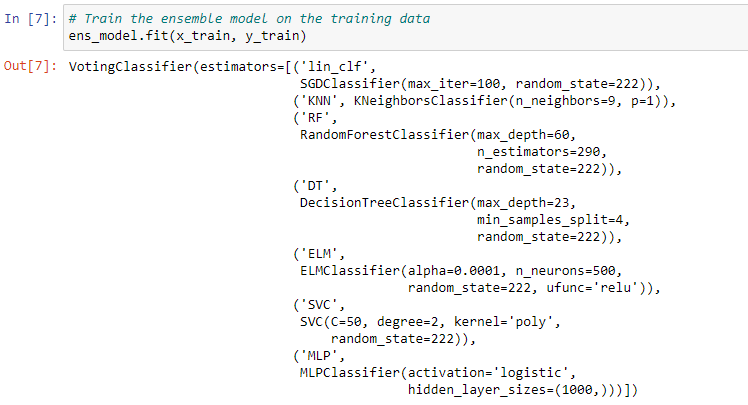 In [7]: # Train the ensemble model on the training data
ens_model.fit(x_train, y_train)
Out[7]: VotingClassifier(estimators=[('lin_clf',
SGDClassifier(max_iter=100, random_state=222)),
('KNN', KNeighborsClassifier(n_neighbors=9, p=1)),
('RF',
RandomForestClassifier(max_depth=60,
n_estimators=290,
random_state=222)),
('DT',
DecisionTreeClassifier(max_depth=23,
min_samples_split=4,
random_state=222)),
('ELM',
ELMClassifier(alpha=0.0001, n_neurons=500,
random_state=222, ufunc='relu')),
('SVC',
SVC(C=50, degree=2, kernel='poly',
random_state=222)),
('MLP',
MLPClassifier(activation='logistic',
hidden_layer_sizes=(1000,)))])